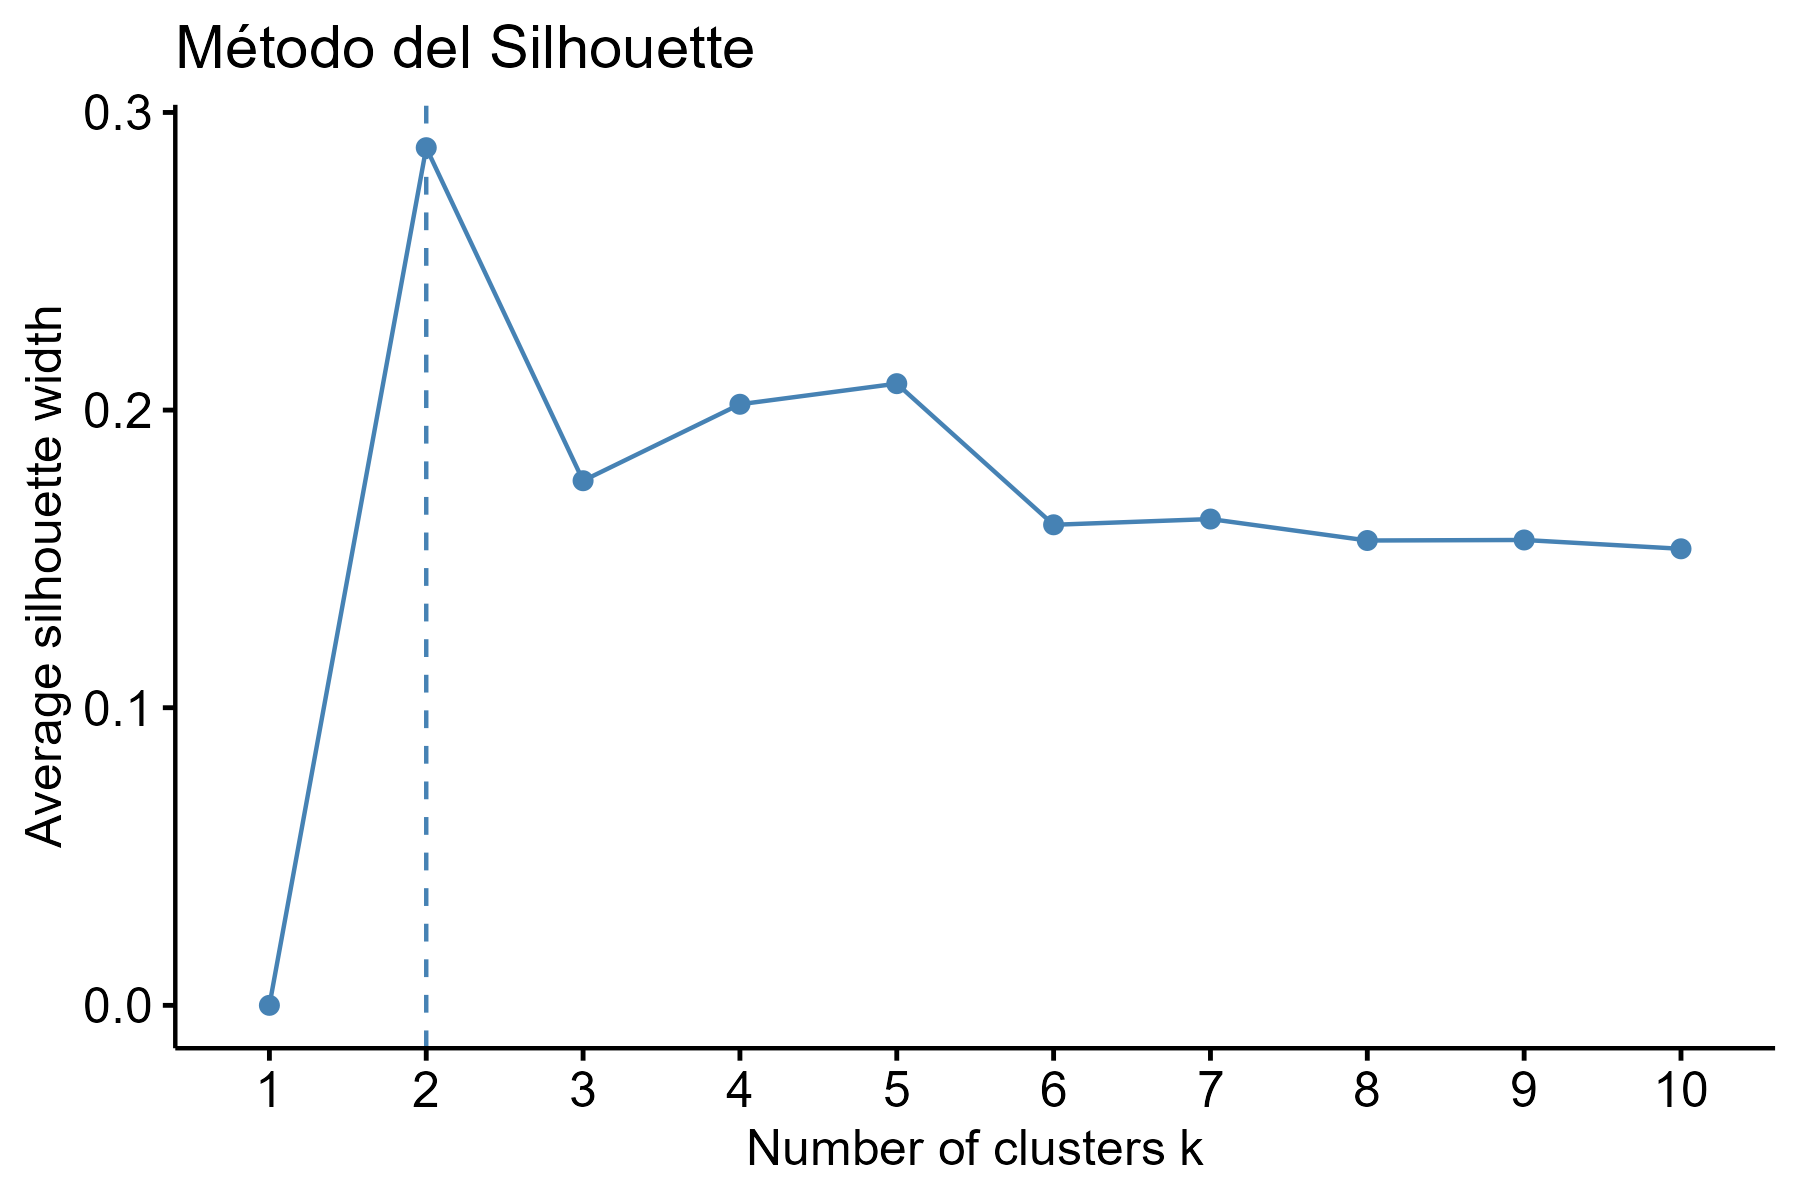 Método del Silhouette
0.3
0.2
0.1
0.0
Average silhouette width
1 2 3 4 5 6 7 8 9 10
Number of clusters k